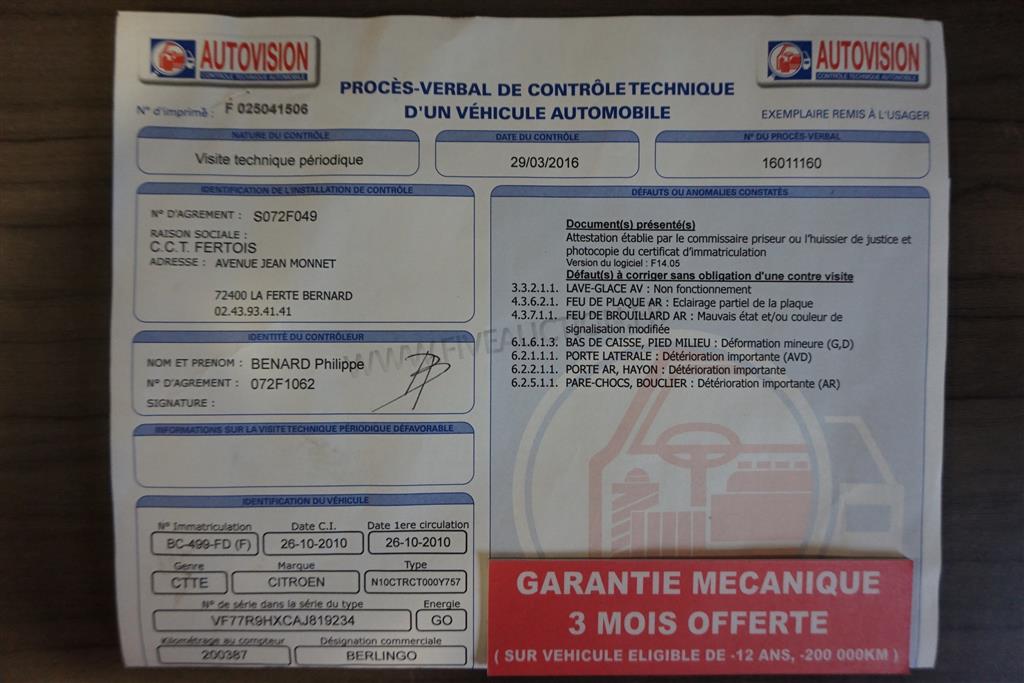 AUTOVISION
CONTRÔLE TECHNIQUE AUTOMOBILE
AUTOVISION
CONTRÔLE TECHNIQUE AUTOMOBILE
PROCÈS-VERBAL DE CONTRÔLE TECHNIQUE
D'UN VÉHICULE AUTOMOBILE
N° d'imprimé : F 025041506
EXEMPLAIRE REMIS À L'USAGER
NATURE DU CONTRÔLE
Visite technique périodique
DATE DU CONTRÔLE
29/03/2016
N° DU PROCÈS-VERBAL
16011160
IDENTIFICATION DE L'INSTALLATION DE CONTRÔLE
N° D'AGREMENT : S072F049
RAISON SOCIALE :
C.C.T. FERTOIS
ADRESSE : AVENUE JEAN MONNET
72400 LA FERTE BERNARD
02.43.93.41.41
IDENTITÉ DU CONTRÔLEUR
NOM ET PRENOM : BENARD Philippe
N° D'AGREMENT : 072F1062
SIGNATURE :
INFORMATIONS SUR LA VISITE TECHNIQUE PÉRIODIQUE DÉFAVORABLE
IDENTIFICATION DU VÉHICULE
N° Immatriculation Date C.I. Date 1ere circulation
BC-499-FD (F) 26-10-2010 26-10-2010
Genre Marque Type
CTTE CITROEN N10CTRCT000Y757
N° de série dans la série du type Energie
VF77R9HXCAJ819234 GO
Kilométrage au compteur Désignation commerciale
200387 BERLINGO
DÉFAUTS OU ANOMALIES CONSTATÉS
Document(s) présenté(s)
Attestation établie par le commissaire priseur ou l'huissier de justice et
photocopie du certificat d'immatriculation
Version du logiciel : F14.05
Défaut(s) à corriger sans obligation d'une contre visite
3.3.2.1.1. LAVE-GLACE AV : Non fonctionnement
4.3.6.2.1. FEU DE PLAQUE AR : Eclairage partiel de la plaque
4.3.7.1.1. FEU DE BROUILLARD AR : Mauvais état et/ou couleur de
signalisation modifiée
6.1.6.1.3. BAS DE CAISSE, PIED MILIEU : Déformation mineure (G,D)
6.2.1.1.1. PORTE LATERALE : Détérioration importante (AVD)
6.2.2.1.1. PORTE AR, HAYON : Détérioration importante
6.2.5.1.1. PARE-CHOCS, BOUCLIER : Détérioration importante (AR)
GARANTIE MECANIQUE
3 MOIS OFFERTE
( SUR VEHICULE ELIGIBLE DE -12 ANS, -200 000KM )